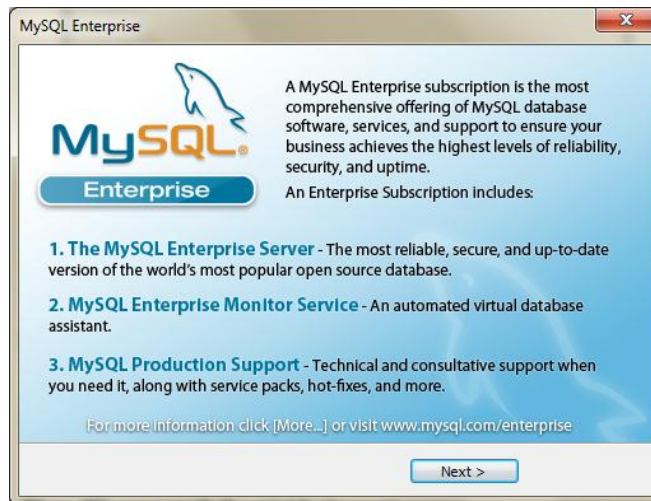 MySQL Enterprise
MySQL®
Enterprise
A MySQL Enterprise subscription is the most
comprehensive offering of MySQL database
software, services, and support to ensure your
business achieves the highest levels of reliability,
security, and uptime.
An Enterprise Subscription includes:
1. The MySQL Enterprise Server - The most reliable, secure, and up-to-date
version of the world's most popular open source database.
2. MySQL Enterprise Monitor Service - An automated virtual database
assistant.
3. MySQL Production Support - Technical and consultative support when
you need it, along with service packs, hot-fixes, and more.
For more information click [More...] or visit www.mysql.com/enterprise
Next >